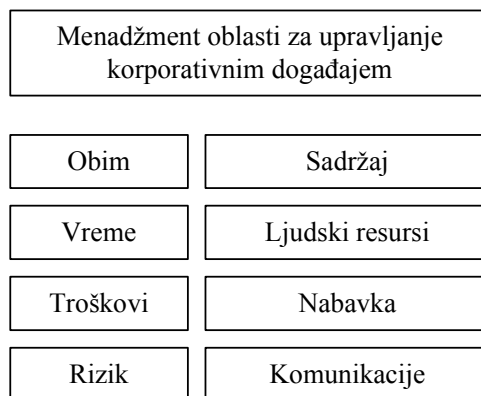 Menadžment oblasti za upravljanje
korporativnim događajem
Obim
Sadržaj
Vreme
Ljudski resursi
Troškovi
Nabavka
Rizik
Komunikacije